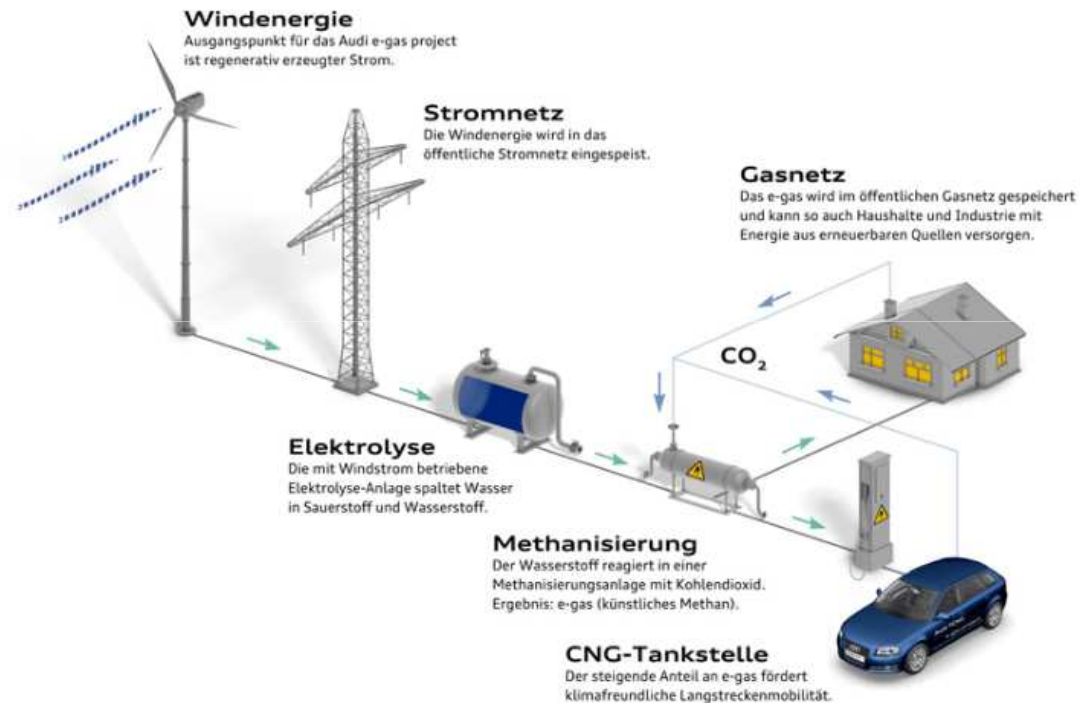 Windenergie
Ausgangspunkt für das Audi e-gas project
ist regenerativ erzeugter Strom.
Stromnetz
Die Windenergie wird in das
öffentliche Stromnetz eingespeist.
Gasnetz
Das e-gas wird im öffentlichen Gasnetz gespeichert
und kann so auch Haushalte und Industrie mit
Energie aus erneuerbaren Quellen versorgen.
CO₂
Elektrolyse
Die mit Windstrom betriebene
Elektrolyse-Anlage spaltet Wasser
in Sauerstoff und Wasserstoff.
Methanisierung
Der Wasserstoff reagiert in einer
Methanisierungsanlage mit Kohlendioxid.
Ergebnis: e-gas (künstliches Methan).
CNG-Tankstelle
Der steigende Anteil an e-gas fördert
klimafreundliche Langstreckenmobilität.